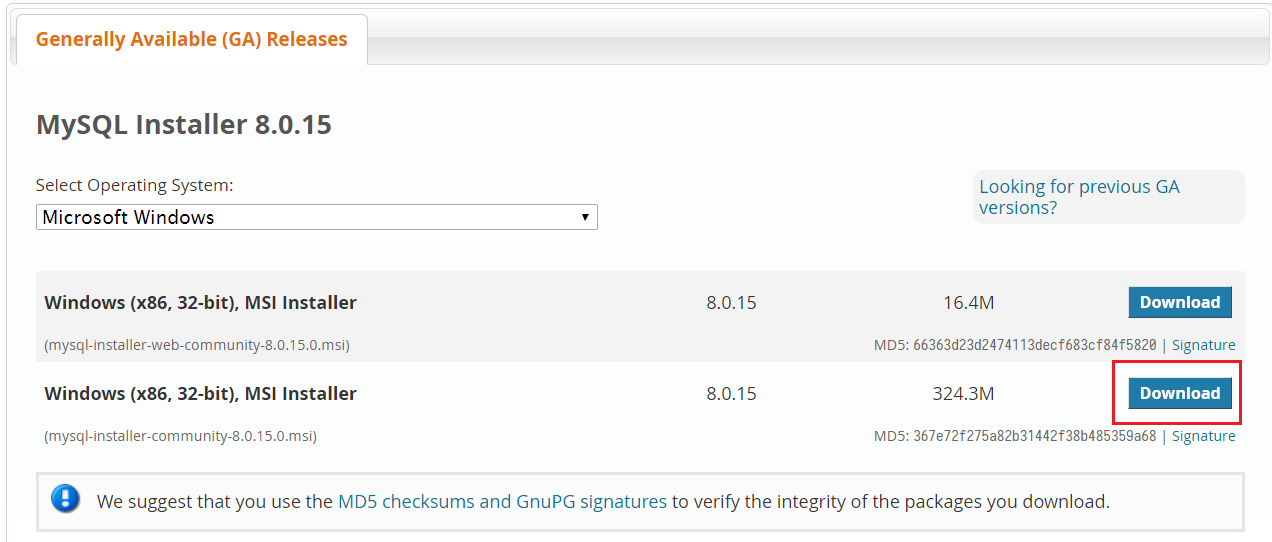 Generally Available (GA) Releases
MySQL Installer 8.0.15
Select Operating System:
Microsoft Windows
Looking for previous GA
versions?
Windows (x86, 32-bit), MSI Installer 8.0.15 16.4M Download
(mysql-installer-web-community-8.0.15.0.msi) MD5: 66363d23d2474113decf683cf84f5820 | Signature
Windows (x86, 32-bit), MSI Installer 8.0.15 324.3M Download
(mysql-installer-community-8.0.15.0.msi) MD5: 367e72f275a82b31442f38b485359a68 | Signature
We suggest that you use the MD5 checksums and GnuPG signatures to verify the integrity of the packages you download.